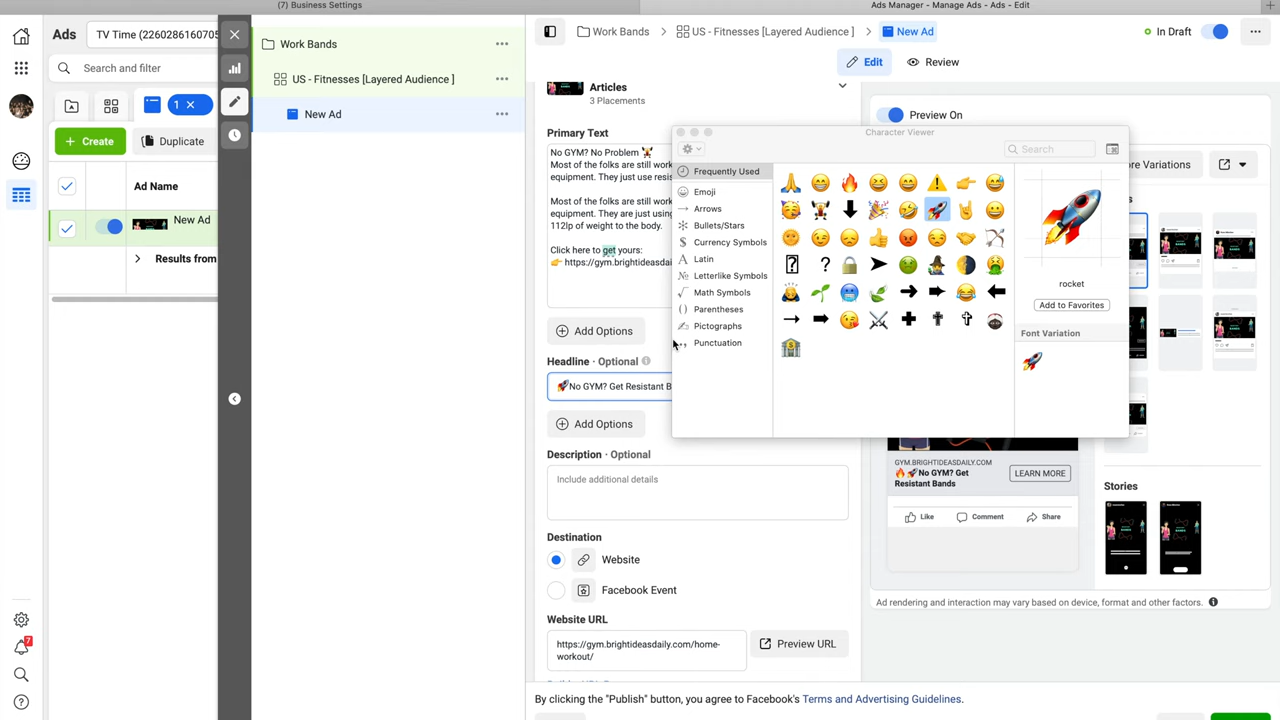 (7) Business Settings
Ads Manager - Manage Ads - Ads - Edit
Ads
TV Time (2260286180705
Search and filter
1
Create
Duplicate
Ad Name
New Ad
Results from
7
Work Bands
US - Fitnesses [Layered Audience ]
New Ad
Work Bands
US - Fitnesses [Layered Audience ]
New Ad
In Draft
Edit
Review
Articles
3 Placements
Primary Text
No GYM? No Problem 🏋
Most of the folks are still work
equipment. They just use resis
Most of the folks are still work
equipment. They are just using
112lp of weight to the body.
Click here to get yours:
👉 https://gym.brightideasdai
Add Options
Headline · Optional
🚀No GYM? Get Resistant B
Add Options
Description · Optional
Include additional details
Destination
Website
Facebook Event
Website URL
https://gym.brightideasdaily.com/home-
workout/
Preview URL
By clicking the "Publish" button, you agree to Facebook's Terms and Advertising Guidelines.
Preview On
ore Variations
Character Viewer
Search
Frequently Used
Emoji
Arrows
Bullets/Stars
Currency Symbols
Latin
Letterlike Symbols
Math Symbols
Parentheses
Pictographs
Punctuation
rocket
Add to Favorites
Font Variation
GYM.BRIGHTIDEASDAILY.COM
🔥🚀No GYM? Get
Resistant Bands
LEARN MORE
Like
Comment
Share
Stories
Ad rendering and interaction may vary based on device, format and other factors.